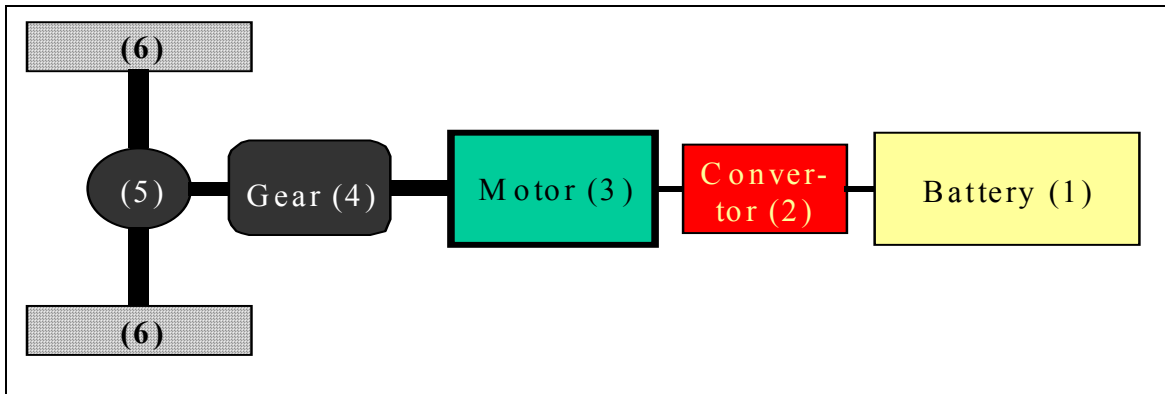 (6)
(5)
Gear (4)
Motor (3)
Conver-
tor (2)
Battery (1)
(6)